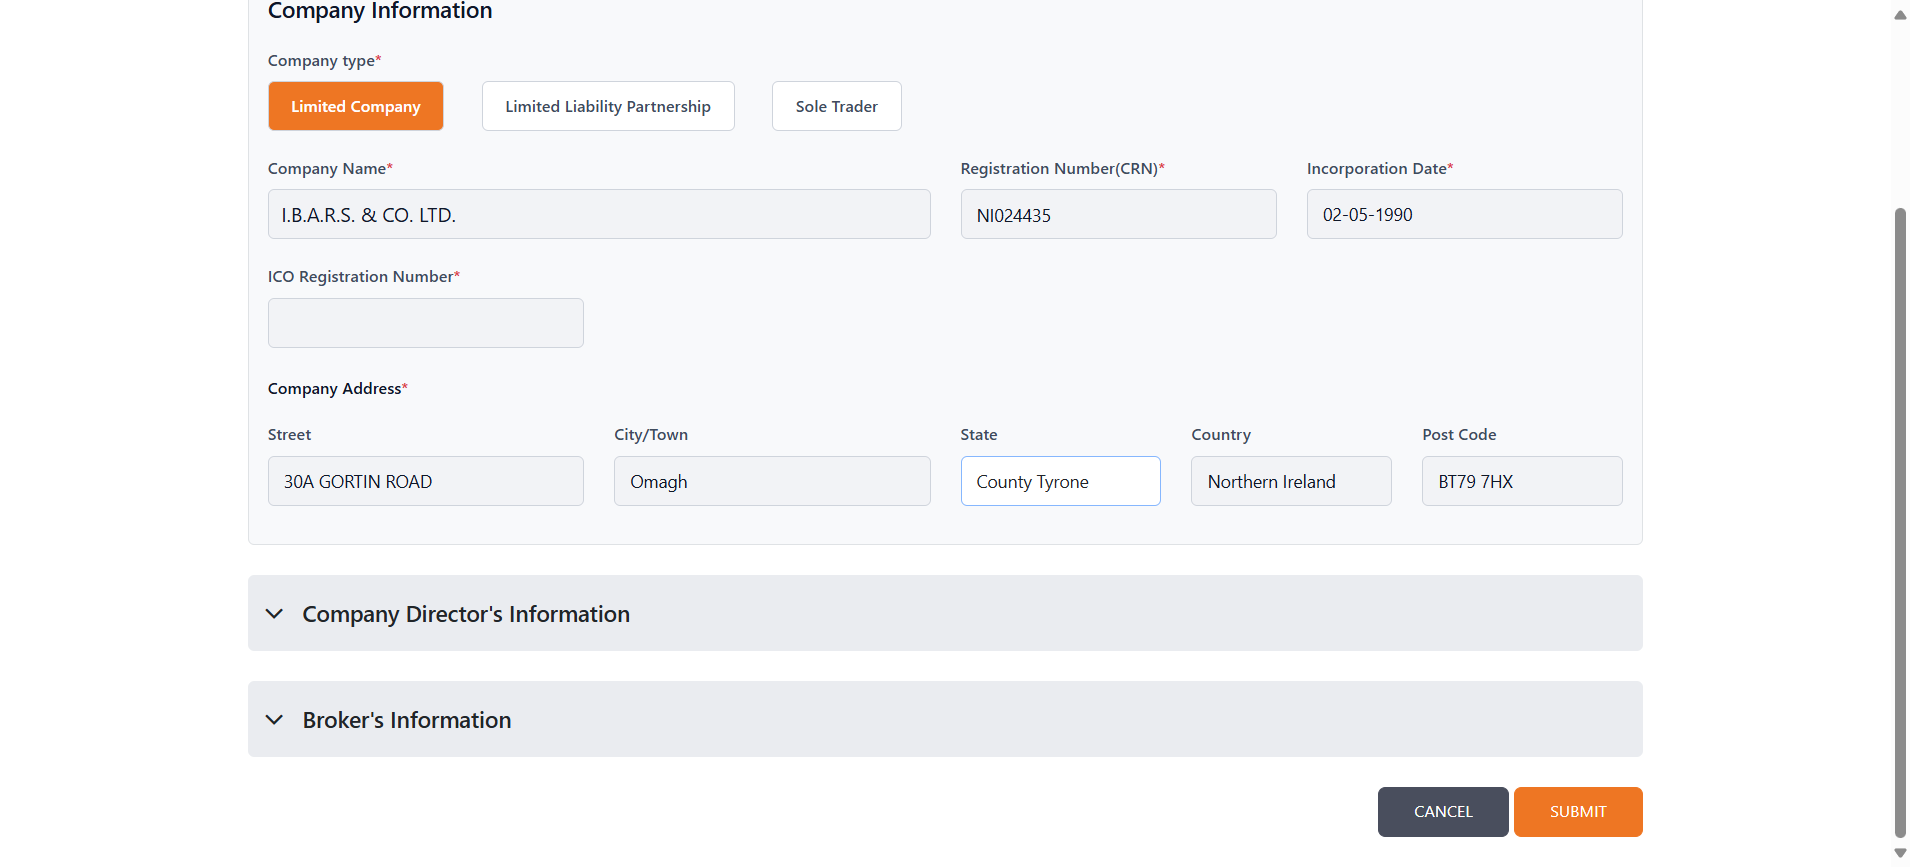 Company Information
Company type*
Limited Company Limited Liability Partnership Sole Trader
Company Name* Registration Number(CRN)* Incorporation Date*
I.B.A.R.S. & CO. LTD. NI024435 02-05-1990
ICO Registration Number*
Company Address*
Street City/Town State Country Post Code
30A GORTIN ROAD Omagh County Tyrone Northern Ireland BT79 7HX
Company Director's Information
Broker's Information
CANCEL SUBMIT